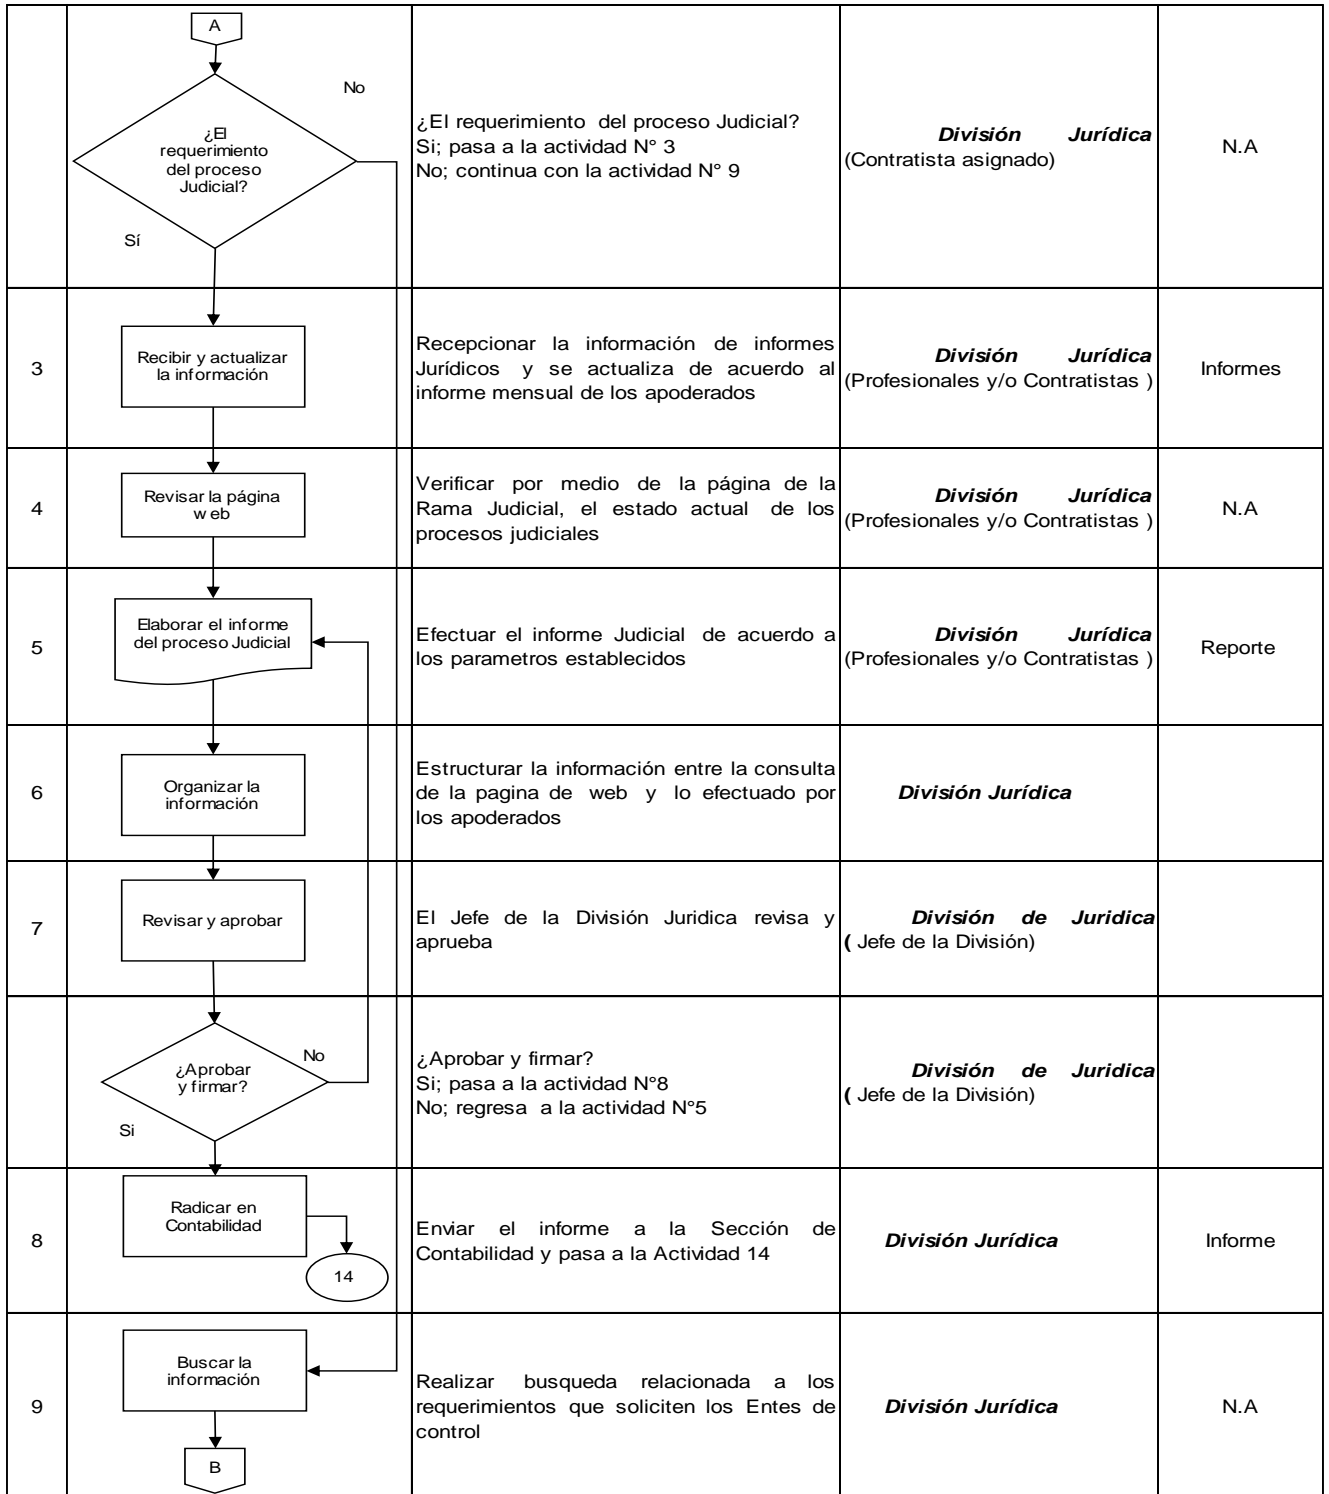 A
No
¿El
requerimiento
del proceso
Judicial?
Sí
¿El requerimiento del proceso Judicial?
Si; pasa a la actividad N° 3
No; continua con la actividad N° 9
División Jurídica
(Contratista asignado)
N.A
3
Recibir y actualizar
la información
Recepcionar la información de informes
Jurídicos y se actualiza de acuerdo al
informe mensual de los apoderados
División Jurídica
(Profesionales y/o Contratistas )
Informes
4
Revisar la página
web
Verificar por medio de la página de la
Rama Judicial, el estado actual de los
procesos judiciales
División Jurídica
(Profesionales y/o Contratistas )
N.A
5
Elaborar el informe
del proceso Judicial
Efectuar el informe Judicial de acuerdo a
los parametros establecidos
División Jurídica
(Profesionales y/o Contratistas )
Reporte
6
Organizar la
información
Estructurar la información entre la consulta
de la pagina de web y lo efectuado por
los apoderados
División Jurídica
7
Revisar y aprobar
El Jefe de la División Juridica revisa y
aprueba
División de Juridica
( Jefe de la División)
¿Aprobar
y firmar?
No
Si
¿Aprobar y firmar?
Si; pasa a la actividad N°8
No; regresa a la actividad N°5
División de Juridica
( Jefe de la División)
8
Radicar en
Contabilidad
14
Enviar el informe a la Sección de
Contabilidad y pasa a la Actividad 14
División Jurídica
Informe
9
Buscar la
información
B
Realizar busqueda relacionada a los
requerimientos que soliciten los Entes de
control
División Jurídica
N.A